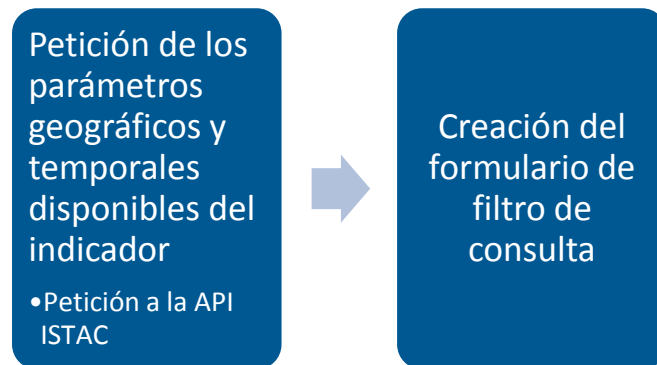 Petición de los
parámetros
geográficos y
temporales
disponibles del
indicador
•Petición a la API
ISTAC
Creación del
formulario de
filtro de
consulta